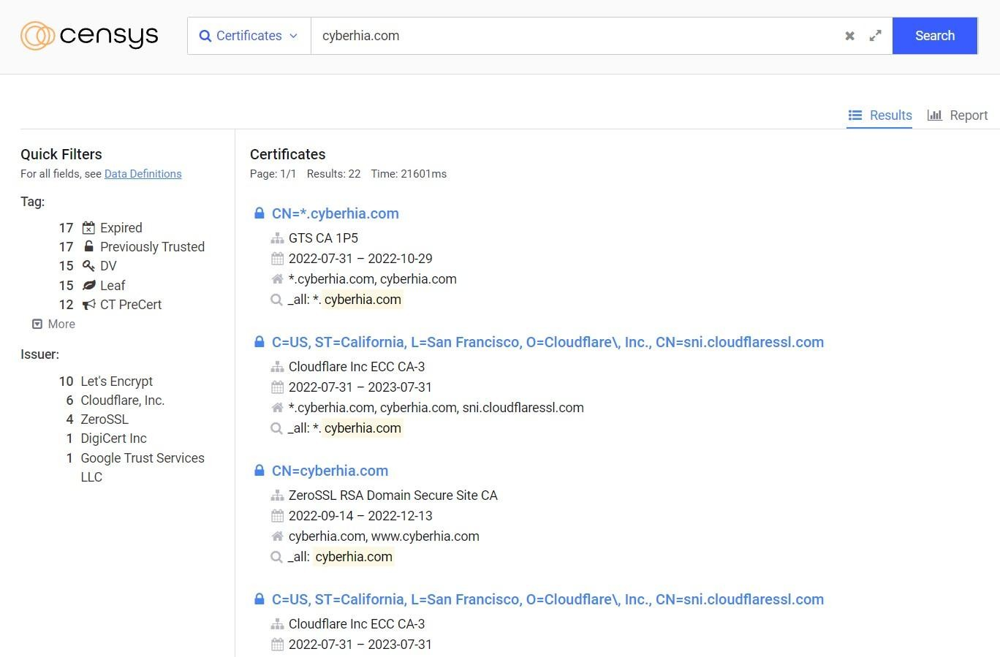 censys
Certificates
cyberhia.com
Search
Results
Report
Quick Filters
For all fields, see Data Definitions
Tag:
17 Expired
17 Previously Trusted
15 DV
15 Leaf
12 CT PreCert
More
Issuer:
10 Let's Encrypt
6 Cloudflare, Inc.
4 ZeroSSL
1 DigiCert Inc
1 Google Trust Services
LLC
Certificates
Page: 1/1 Results: 22 Time: 21601ms
CN=*.cyberhia.com
GTS CA 1P5
2022-07-31 – 2022-10-29
*.cyberhia.com, cyberhia.com
_all: *. cyberhia.com
C=US, ST=California, L=San Francisco, O=Cloudflare\, Inc., CN=sni.cloudflaressl.com
Cloudflare Inc ECC CA-3
2022-07-31 – 2023-07-31
*.cyberhia.com, cyberhia.com, sni.cloudflaressl.com
_all: *. cyberhia.com
CN=cyberhia.com
ZeroSSL RSA Domain Secure Site CA
2022-09-14 – 2022-12-13
cyberhia.com, www.cyberhia.com
_all: cyberhia.com
C=US, ST=California, L=San Francisco, O=Cloudflare\, Inc., CN=sni.cloudflaressl.com
Cloudflare Inc ECC CA-3
2022-07-31 – 2023-07-31